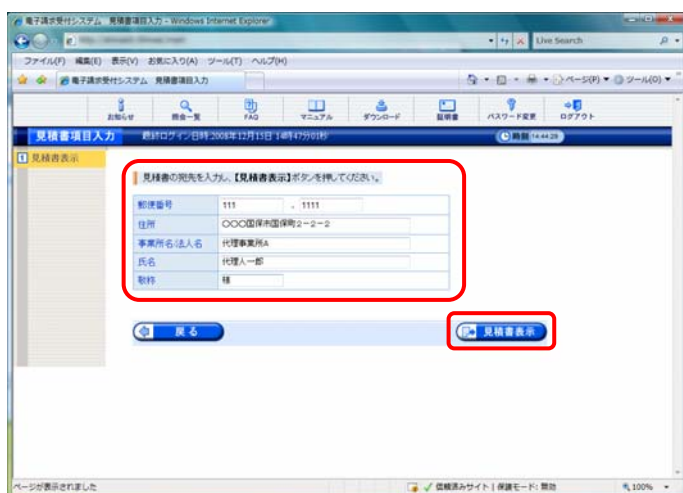 電子請求受付システム 見積書項目入力 - Windows Internet Explorer
Live Search
ファイル(F) 編集(E) 表示(V) お気に入り(A) ツール(T) ヘルプ(H)
電子請求受付システム 見積書項目入力
ページ(P) ツール(O)
お知らせ 照会一覧 FAQ マニュアル ダウンロード 証明書 パスワード変更 ログアウト
見積書項目入力 最終ログイン日時:2008年12月15日 14時47分01秒 時間 14:44:29
1 見積書表示
見積書の宛先を入力し、【見積書表示】ボタンを押してください。
郵便番号 111 - 1111
住所 〇〇〇国保市国保町2-2-2
事業所名/法人名 代理事業所A
氏名 代理人一郎
敬称 様
戻る 見積書表示
ページが表示されました 信頼済みサイト | 保護モード: 無効 100%